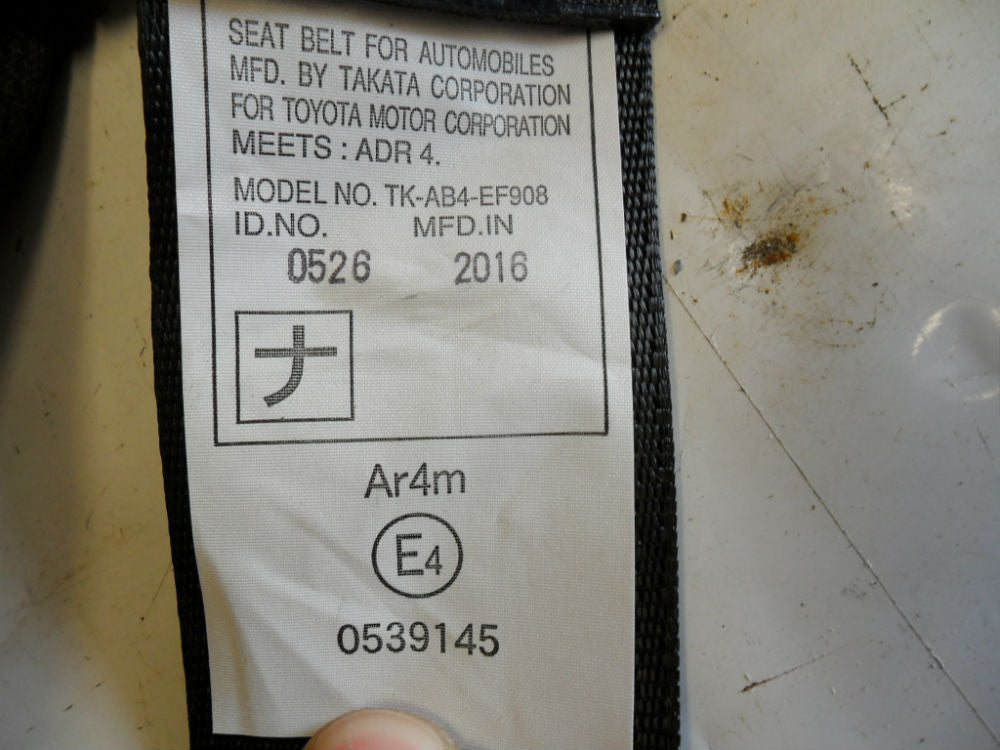 SEAT BELT FOR AUTOMOBILES
MFD. BY TAKATA CORPORATION
FOR TOYOTA MOTOR CORPORATION
MEETS : ADR 4.
MODEL NO. TK-AB4-EF908
ID.NO. MFD.IN
0526 2016
ナ
Ar4m
E4
0539145